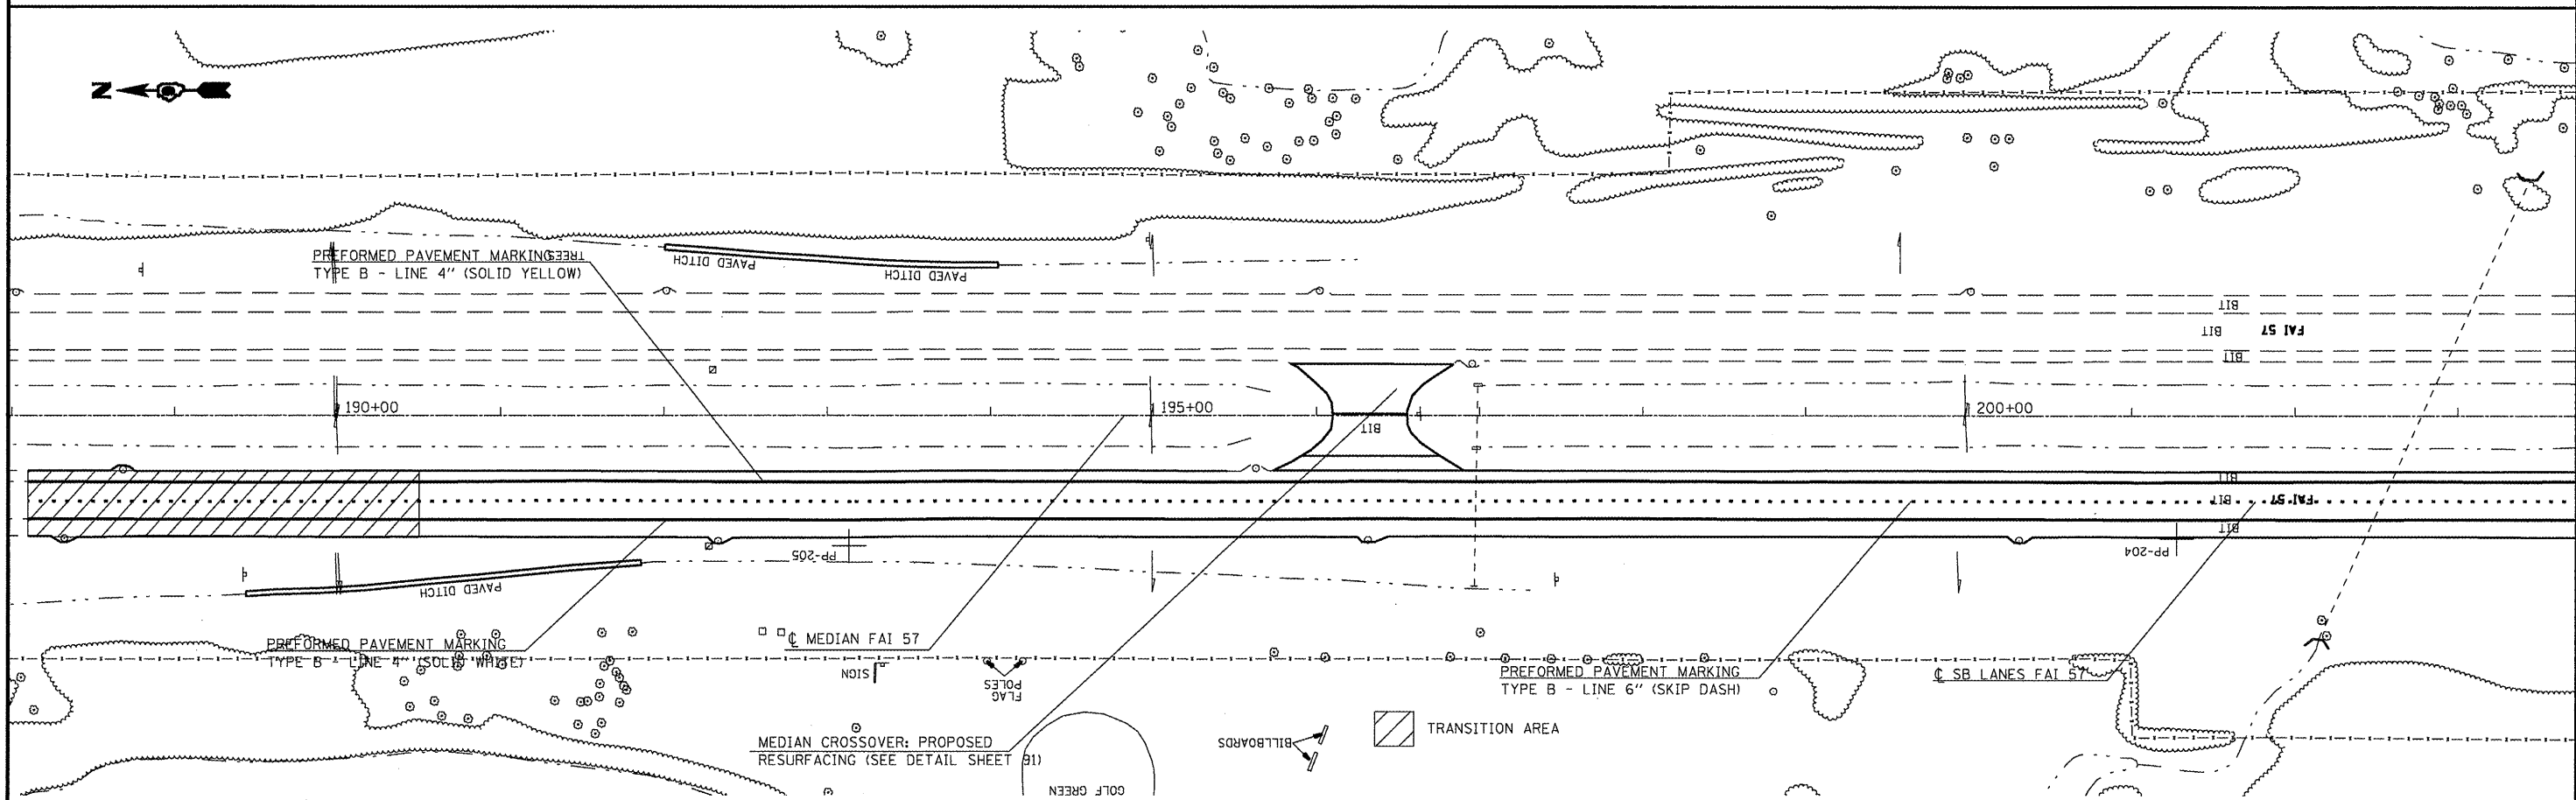 N
PREFORMED PAVEMENT MARKING
TREES
TYPE B - LINE 4" (SOLID YELLOW)
PAVED DITCH
PAVED DITCH
BIT
BIT
FAI 57
BIT
190+00
195+00
200+00
BIT
BIT
BIT
FAI 57
BIT
PP-205
PP-204
PAVED DITCH
PREFORMED PAVEMENT MARKING
TYPE B - LINE 4" (SOLID WHITE)
℄ MEDIAN FAI 57
SIGN
FLAG
POLES
PREFORMED PAVEMENT MARKING
TYPE B - LINE 6" (SKIP DASH)
℄ SB LANES FAI 57
MEDIAN CROSSOVER: PROPOSED
RESURFACING (SEE DETAIL SHEET 91)
BILLBOARDS
TRANSITION AREA
GOLF GREEN